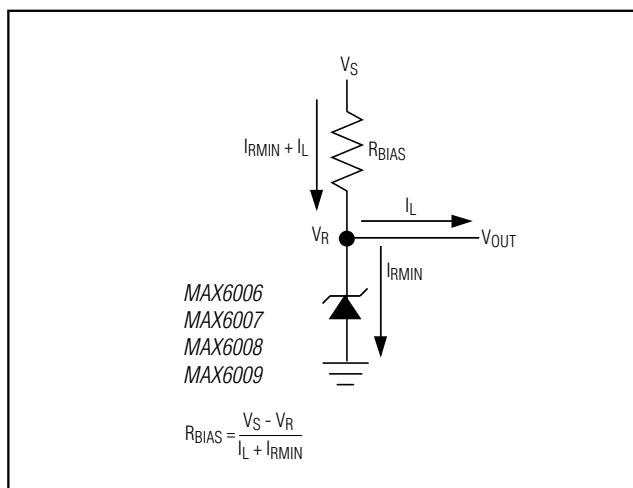 V_S
I_RMIN + I_L
R_BIAS
I_L
V_R
V_OUT
I_RMIN
MAX6006
MAX6007
MAX6008
MAX6009
R_BIAS = (V_S - V_R) / (I_L + I_RMIN)